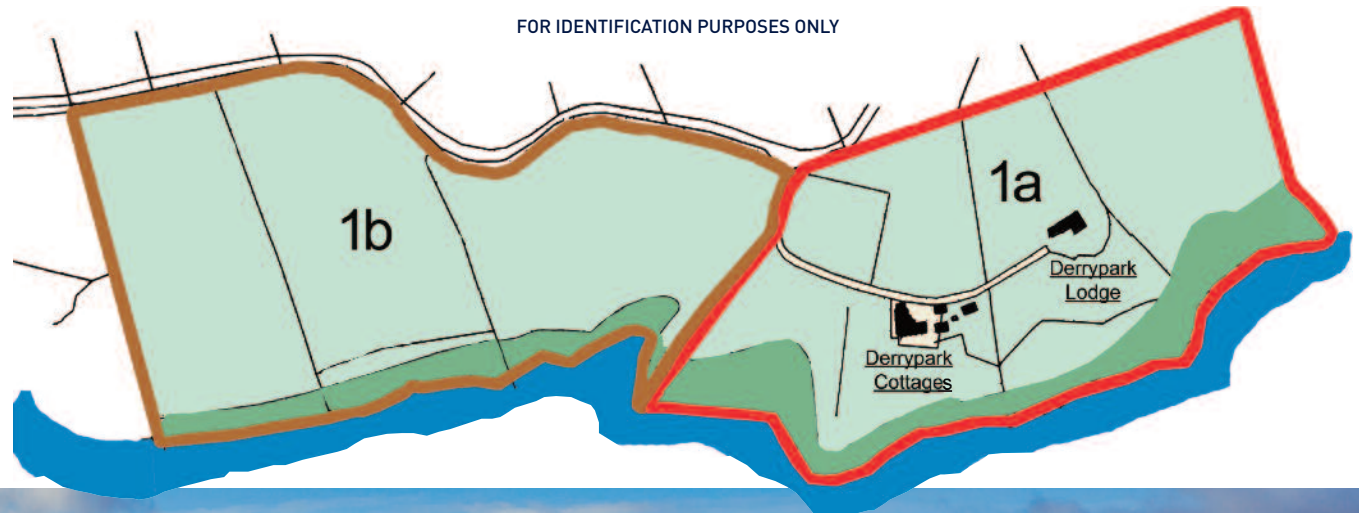 FOR IDENTIFICATION PURPOSES ONLY
1a
1b
Derrypark
Lodge
Derrypark
Cottages